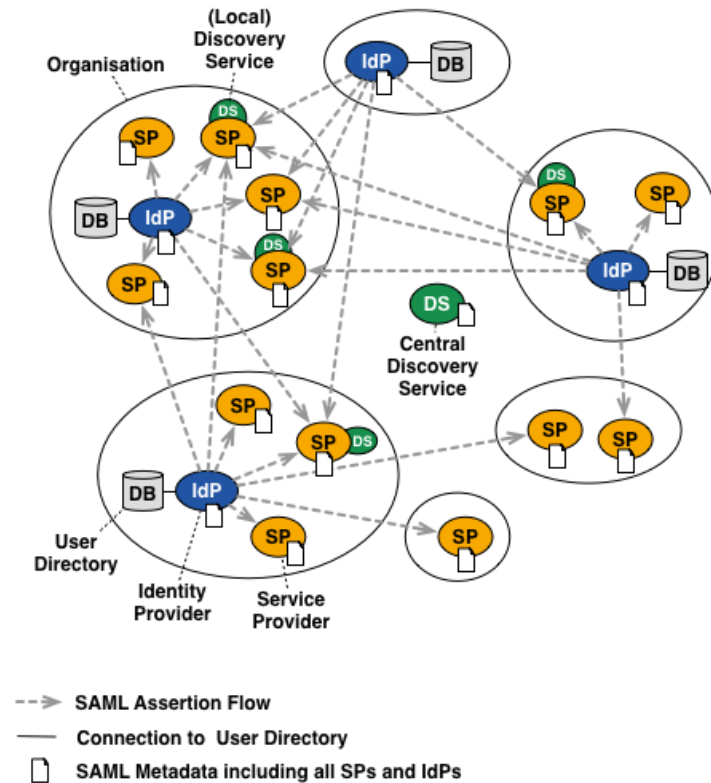 (Local)
Discovery
Service
Organisation
IdP
DB
DS
SP
SP
DS
SP
SP
SP
DB
IdP
DS
SP
SP
IdP
DB
DS
Central
Discovery
Service
SP
SP
DS
SP
SP
DB
IdP
SP
SP
User
Directory
Identity
Provider
Service
Provider
SAML Assertion Flow
Connection to User Directory
SAML Metadata including all SPs and IdPs